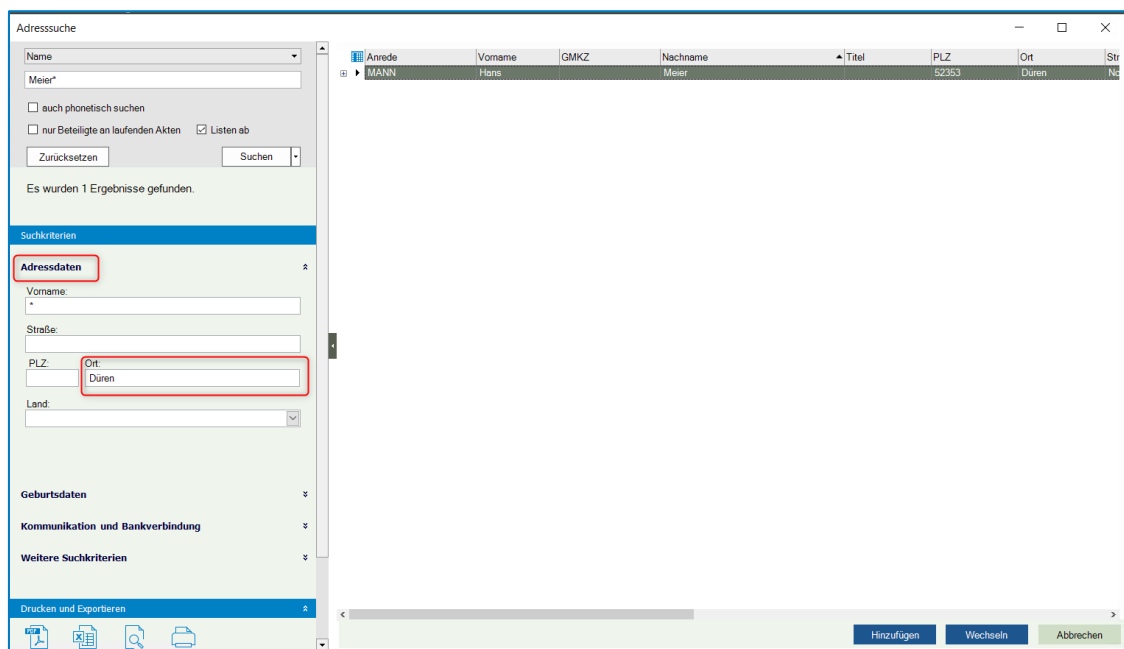 Adresssuche
Name
Meier*
auch phonetisch suchen
nur Beteiligte an laufenden Akten Listen ab
Zurücksetzen Suchen
Es wurden 1 Ergebnisse gefunden.
Suchkriterien
Adressdaten
Vorname:
*
Straße:
PLZ: Ort:
Düren
Land:
Geburtsdaten
Kommunikation und Bankverbindung
Weitere Suchkriterien
Drucken und Exportieren
PDF
Anrede Vorname GMKZ Nachname Titel PLZ Ort Str
MANN Hans Meier 52353 Düren No
Hinzufügen Wechseln Abbrechen